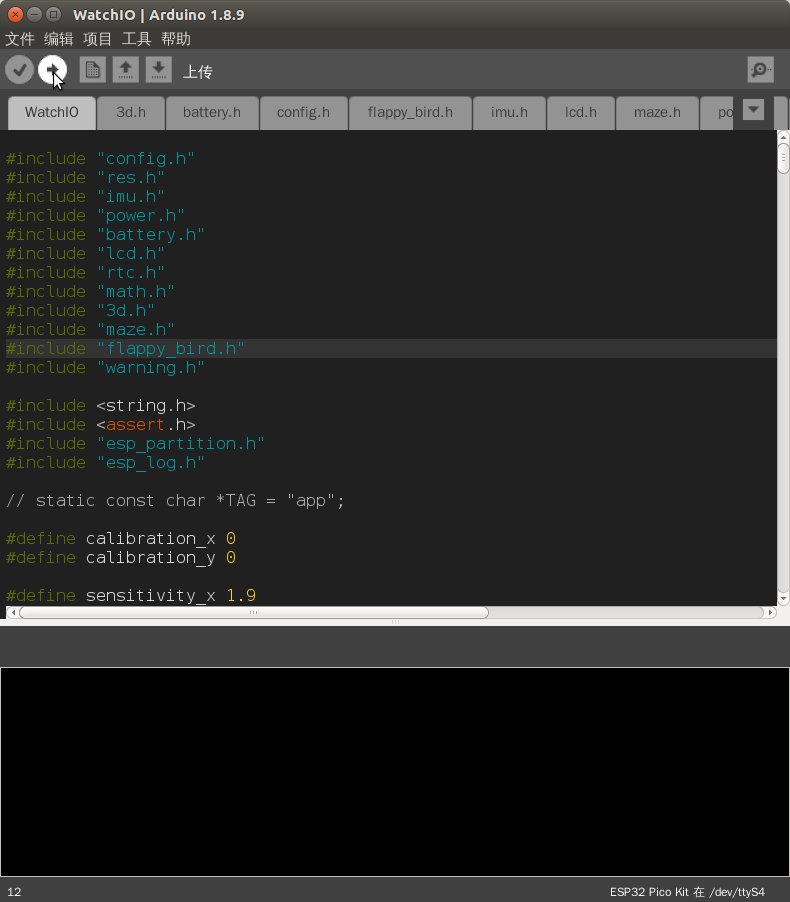 WatchIO | Arduino 1.8.9
文件 编辑 项目 工具 帮助
上传
WatchIO 3d.h battery.h config.h flappy_bird.h imu.h lcd.h maze.h po
#include "config.h"
#include "res.h"
#include "imu.h"
#include "power.h"
#include "battery.h"
#include "lcd.h"
#include "rtc.h"
#include "math.h"
#include "3d.h"
#include "maze.h"
#include "flappy_bird.h"
#include "warning.h"
#include <string.h>
#include <assert.h>
#include "esp_partition.h"
#include "esp_log.h"
// static const char *TAG = "app";
#define calibration_x 0
#define calibration_y 0
#define sensitivity_x 1.9
12 ESP32 Pico Kit 在 /dev/ttyS4